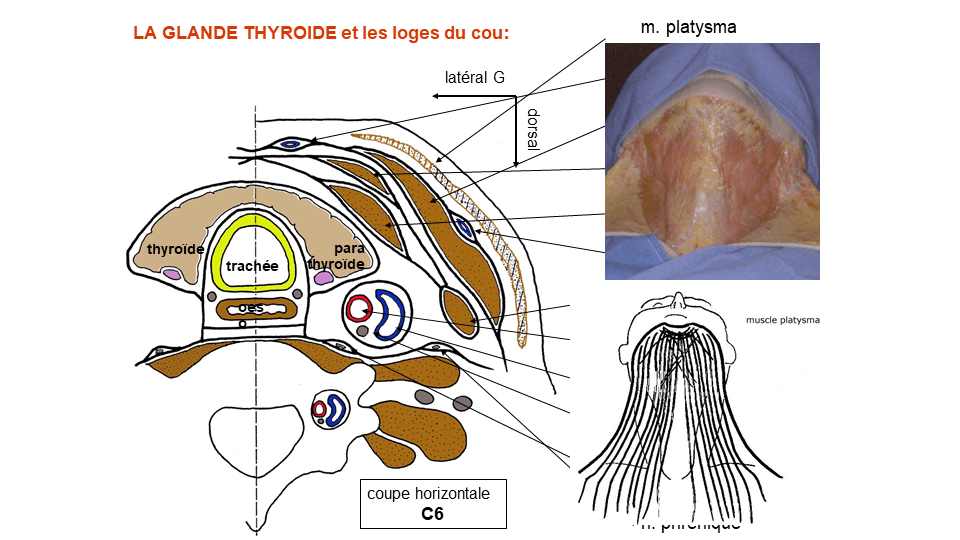 LA GLANDE THYROIDE et les loges du cou:
m. platysma
latéral G
dorsal
thyroïde
para
thyroïde
trachée
oes
o
muscle platysma
coupe horizontale
C6
n. phrénique